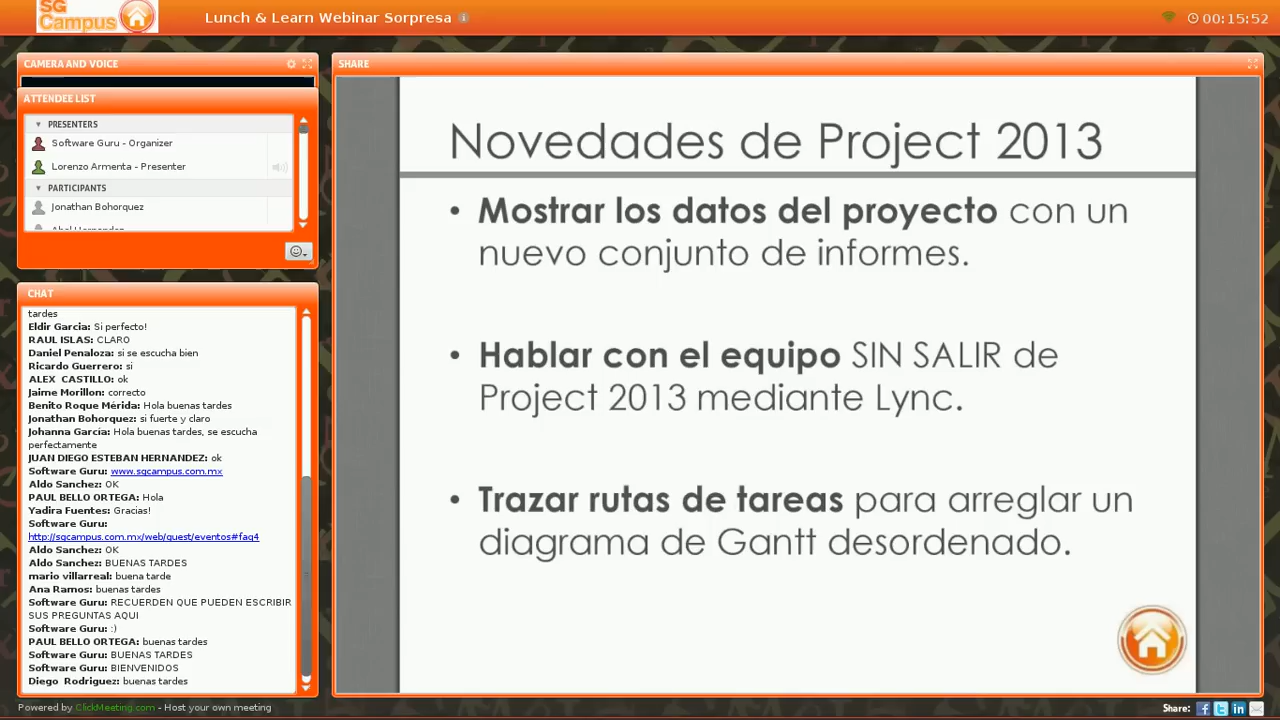 SG
Campus
Lunch & Learn Webinar Sorpresa
00:15:52
CAMERA AND VOICE
ATTENDEE LIST
PRESENTERS
Software Guru - Organizer
Lorenzo Armenta - Presenter
PARTICIPANTS
Jonathan Bohorquez
Abel Hernandez
CHAT
tardes
Eldir Garcia: Si perfecto!
RAUL ISLAS: CLARO
Daniel Penaloza: si se escucha bien
Ricardo Guerrero: si
ALEX CASTILLO: ok
Jaime Morillon: correcto
Benito Roque Mérida: Hola buenas tardes
Jonathan Bohorquez: si fuerte y claro
Johanna García: Hola buenas tardes, se escucha
perfectamente
JUAN DIEGO ESTEBAN HERNANDEZ: ok
Software Guru: www.sgcampus.com.mx
Aldo Sanchez: OK
PAUL BELLO ORTEGA: Hola
Yadira Fuentes: Gracias!
Software Guru:
http://sgcampus.com.mx/web/guest/eventos#faq4
Aldo Sanchez: OK
Aldo Sanchez: BUENAS TARDES
mario villarreal: buena tarde
Ana Ramos: buenas tardes
Software Guru: RECUERDEN QUE PUEDEN ESCRIBIR
SUS PREGUNTAS AQUI
Software Guru: :)
PAUL BELLO ORTEGA: buenas tardes
Software Guru: BUENAS TARDES
Software Guru: BIENVENIDOS
Diego Rodriguez: buenas tardes
SHARE
Novedades de Project 2013
• Mostrar los datos del proyecto con un
nuevo conjunto de informes.
• Hablar con el equipo SIN SALIR de
Project 2013 mediante Lync.
• Trazar rutas de tareas para arreglar un
diagrama de Gantt desordenado.
Powered by ClickMeeting.com - Host your own meeting
Share: